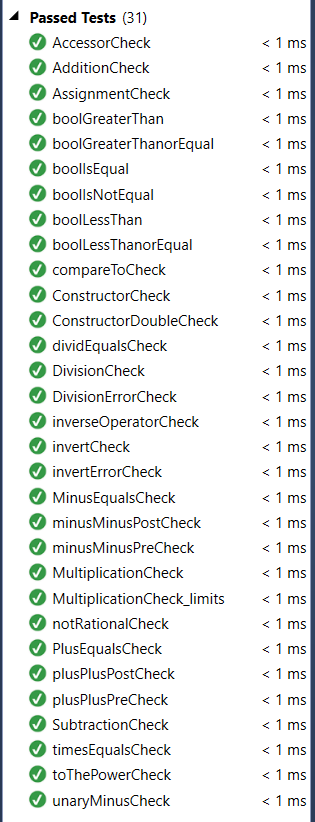 Passed Tests (31)
AccessorCheck < 1 ms
AdditionCheck < 1 ms
AssignmentCheck < 1 ms
boolGreaterThan < 1 ms
boolGreaterThanorEqual < 1 ms
boolIsEqual < 1 ms
boolIsNotEqual < 1 ms
boolLessThan < 1 ms
boolLessThanorEqual < 1 ms
compareToCheck < 1 ms
ConstructorCheck < 1 ms
ConstructorDoubleCheck < 1 ms
dividEqualsCheck < 1 ms
DivisionCheck < 1 ms
DivisionErrorCheck < 1 ms
inverseOperatorCheck < 1 ms
invertCheck < 1 ms
invertErrorCheck < 1 ms
MinusEqualsCheck < 1 ms
minusMinusPostCheck < 1 ms
minusMinusPreCheck < 1 ms
MultiplicationCheck < 1 ms
MultiplicationCheck_limits < 1 ms
notRationalCheck < 1 ms
PlusEqualsCheck < 1 ms
plusPlusPostCheck < 1 ms
plusPlusPreCheck < 1 ms
SubtractionCheck < 1 ms
timesEqualsCheck < 1 ms
toThePowerCheck < 1 ms
unaryMinusCheck < 1 ms